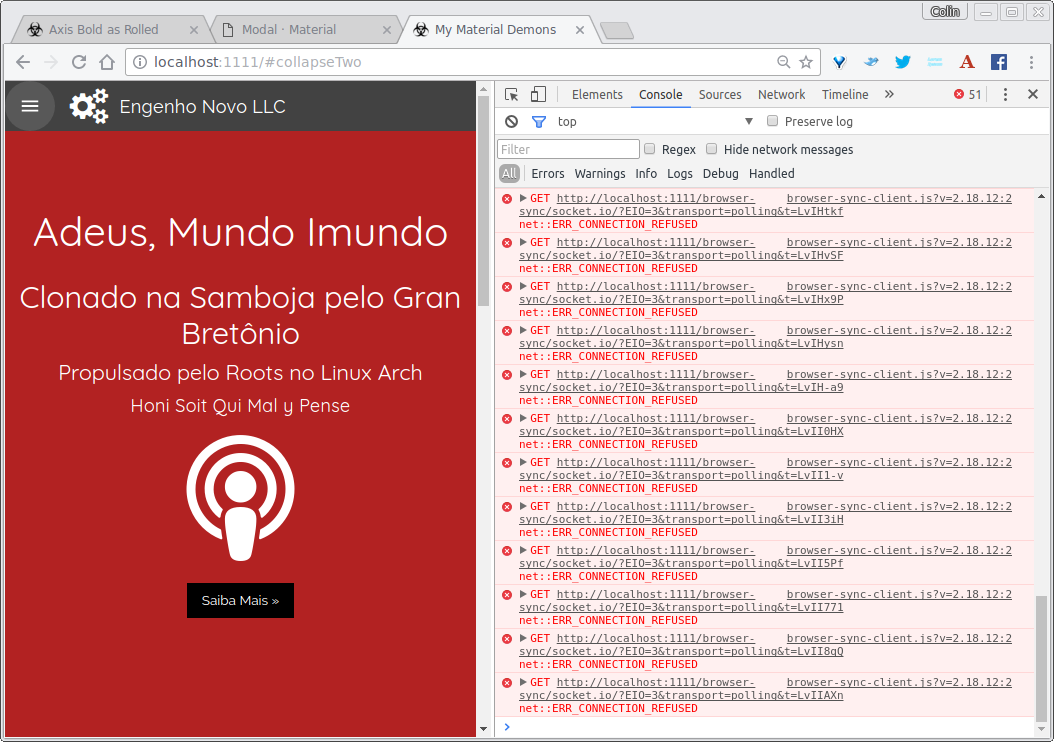 Colin
Axis Bold as Rolled
Modal · Material
My Material Demons
localhost:1111/#collapseTwo
Engenho Novo LLC
Adeus, Mundo Imundo
Clonado na Samboja pelo Gran
Bretônio
Propulsado pelo Roots no Linux Arch
Honi Soit Qui Mal y Pense
Saiba Mais »
Elements Console Sources Network Timeline » 51
top ▼ Preserve log
Filter Regex Hide network messages
All Errors Warnings Info Logs Debug Handled
GET http://localhost:1111/browser- browser-sync-client.js?v=2.18.12:2
sync/socket.io/?EIO=3&transport=polling&t=LvIHtkf
net::ERR_CONNECTION_REFUSED
GET http://localhost:1111/browser- browser-sync-client.js?v=2.18.12:2
sync/socket.io/?EIO=3&transport=polling&t=LvIHvSF
net::ERR_CONNECTION_REFUSED
GET http://localhost:1111/browser- browser-sync-client.js?v=2.18.12:2
sync/socket.io/?EIO=3&transport=polling&t=LvIHx9P
net::ERR_CONNECTION_REFUSED
GET http://localhost:1111/browser- browser-sync-client.js?v=2.18.12:2
sync/socket.io/?EIO=3&transport=polling&t=LvIHysn
net::ERR_CONNECTION_REFUSED
GET http://localhost:1111/browser- browser-sync-client.js?v=2.18.12:2
sync/socket.io/?EIO=3&transport=polling&t=LvIH-a9
net::ERR_CONNECTION_REFUSED
GET http://localhost:1111/browser- browser-sync-client.js?v=2.18.12:2
sync/socket.io/?EIO=3&transport=polling&t=LvII0HX
net::ERR_CONNECTION_REFUSED
GET http://localhost:1111/browser- browser-sync-client.js?v=2.18.12:2
sync/socket.io/?EIO=3&transport=polling&t=LvII1-v
net::ERR_CONNECTION_REFUSED
GET http://localhost:1111/browser- browser-sync-client.js?v=2.18.12:2
sync/socket.io/?EIO=3&transport=polling&t=LvII3iH
net::ERR_CONNECTION_REFUSED
GET http://localhost:1111/browser- browser-sync-client.js?v=2.18.12:2
sync/socket.io/?EIO=3&transport=polling&t=LvII5Pf
net::ERR_CONNECTION_REFUSED
GET http://localhost:1111/browser- browser-sync-client.js?v=2.18.12:2
sync/socket.io/?EIO=3&transport=polling&t=LvII771
net::ERR_CONNECTION_REFUSED
GET http://localhost:1111/browser- browser-sync-client.js?v=2.18.12:2
sync/socket.io/?EIO=3&transport=polling&t=LvII8qQ
net::ERR_CONNECTION_REFUSED
GET http://localhost:1111/browser- browser-sync-client.js?v=2.18.12:2
sync/socket.io/?EIO=3&transport=polling&t=LvIIAXn
net::ERR_CONNECTION_REFUSED